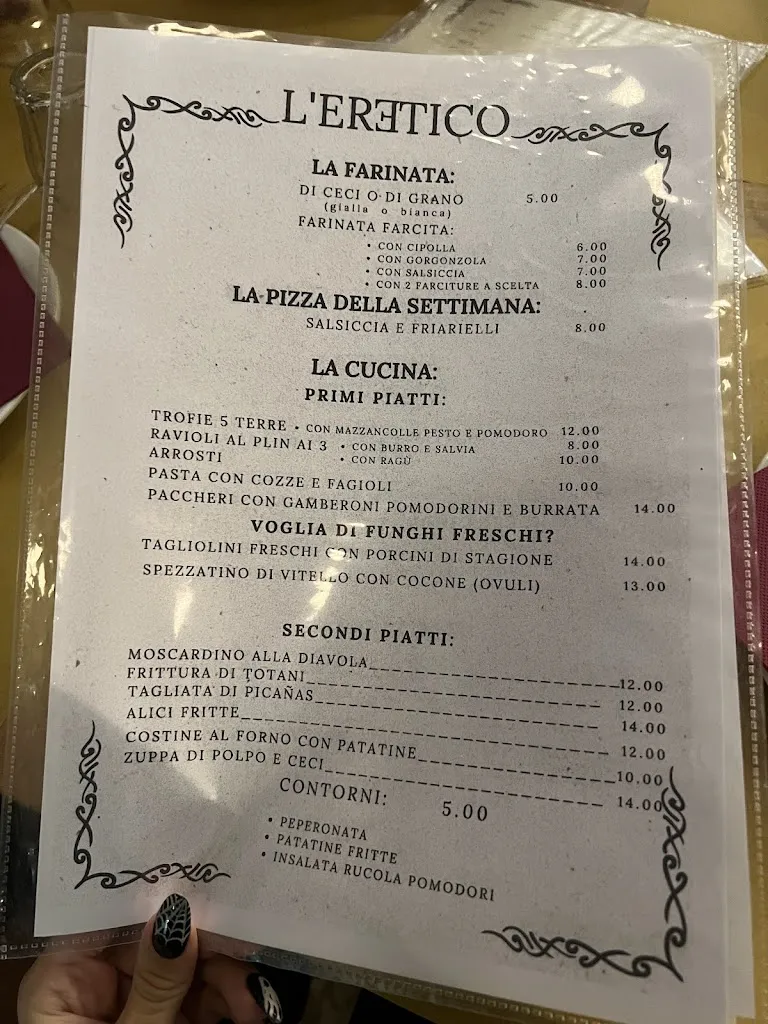 L'ERƎTICO
LA FARINATA:
DI CECI O DI GRANO 5.00
(gialla o bianca)
FARINATA FARCITA:
• CON CIPOLLA 6.00
• CON GORGONZOLA 7.00
• CON SALSICCIA 7.00
• CON 2 FARCITURE A SCELTA 8.00
LA PIZZA DELLA SETTIMANA:
SALSICCIA E FRIARIELLI 8.00
LA CUCINA:
PRIMI PIATTI:
TROFIE 5 TERRE • CON MAZZANCOLLE PESTO E POMODORO 12.00
RAVIOLI AL PLIN AI 3 • CON BURRO E SALVIA 8.00
ARROSTI • CON RAGÙ 10.00
PASTA CON COZZE E FAGIOLI 10.00
PACCHERI CON GAMBERONI POMODORINI E BURRATA 14.00
VOGLIA DI FUNGHI FRESCHI?
TAGLIOLINI FRESCHI CON PORCINI DI STAGIONE 14.00
SPEZZATINO DI VITELLO CON COCONE (OVULI) 13.00
SECONDI PIATTI:
MOSCARDINO ALLA DIAVOLA 12.00
FRITTURA DI TOTANI 12.00
TAGLIATA DI PICAÑAS 14.00
ALICI FRITTE 12.00
COSTINE AL FORNO CON PATATINE 10.00
ZUPPA DI POLPO E CECI 14.00
CONTORNI: 5.00
• PEPERONATA
• PATATINE FRITTE
• INSALATA RUCOLA POMODORI